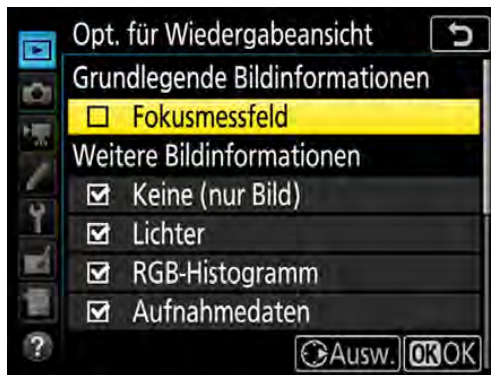 Opt. für Wiedergabeansicht
Grundlegende Bildinformationen
Fokusmessfeld
Weitere Bildinformationen
Keine (nur Bild)
Lichter
RGB-Histogramm
Aufnahmedaten
?
Ausw. OK OK